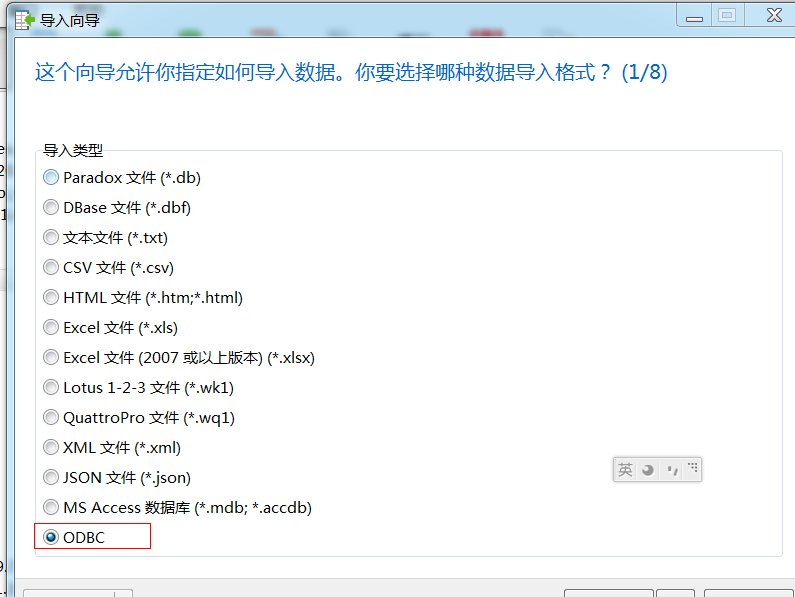 导入向导
这个向导允许你指定如何导入数据。你要选择哪种数据导入格式？ (1/8)
导入类型
Paradox 文件 (*.db)
DBase 文件 (*.dbf)
文本文件 (*.txt)
CSV 文件 (*.csv)
HTML 文件 (*.htm;*.html)
Excel 文件 (*.xls)
Excel 文件 (2007 或以上版本) (*.xlsx)
Lotus 1-2-3 文件 (*.wk1)
QuattroPro 文件 (*.wq1)
XML 文件 (*.xml)
英
JSON 文件 (*.json)
MS Access 数据库 (*.mdb; *.accdb)
ODBC